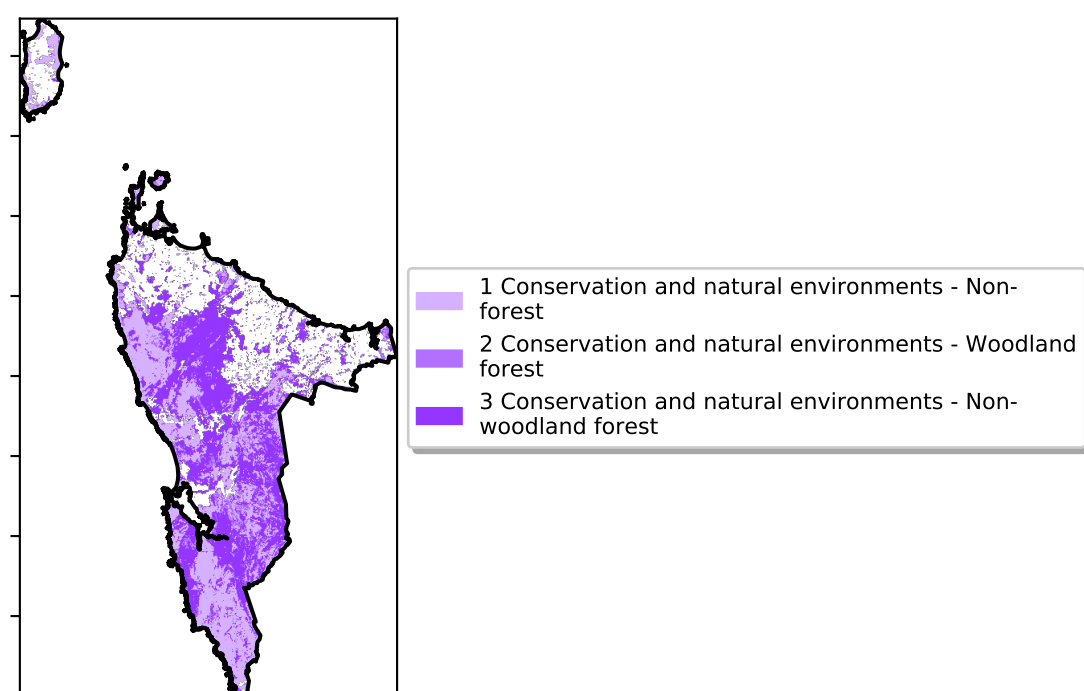 1 Conservation and natural environments - Non-
forest
2 Conservation and natural environments - Woodland
forest
3 Conservation and natural environments - Non-
woodland forest